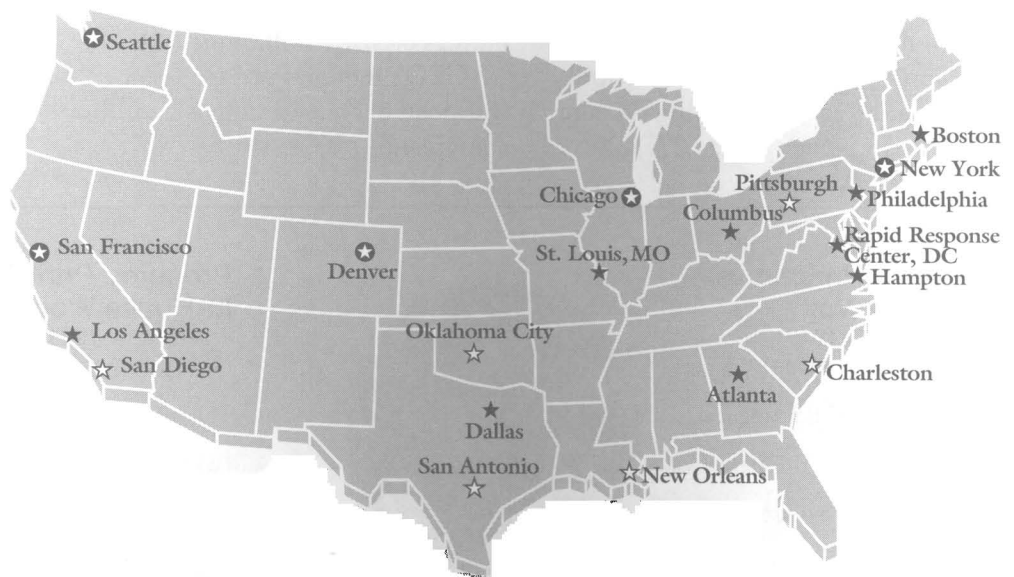 Seattle
Boston
New York
Pittsburgh
Chicago
Philadelphia
Columbus
Rapid Response
Center, DC
San Francisco
St. Louis, MO
Denver
Hampton
Los Angeles
Oklahoma City
San Diego
Charleston
Atlanta
Dallas
San Antonio
New Orleans